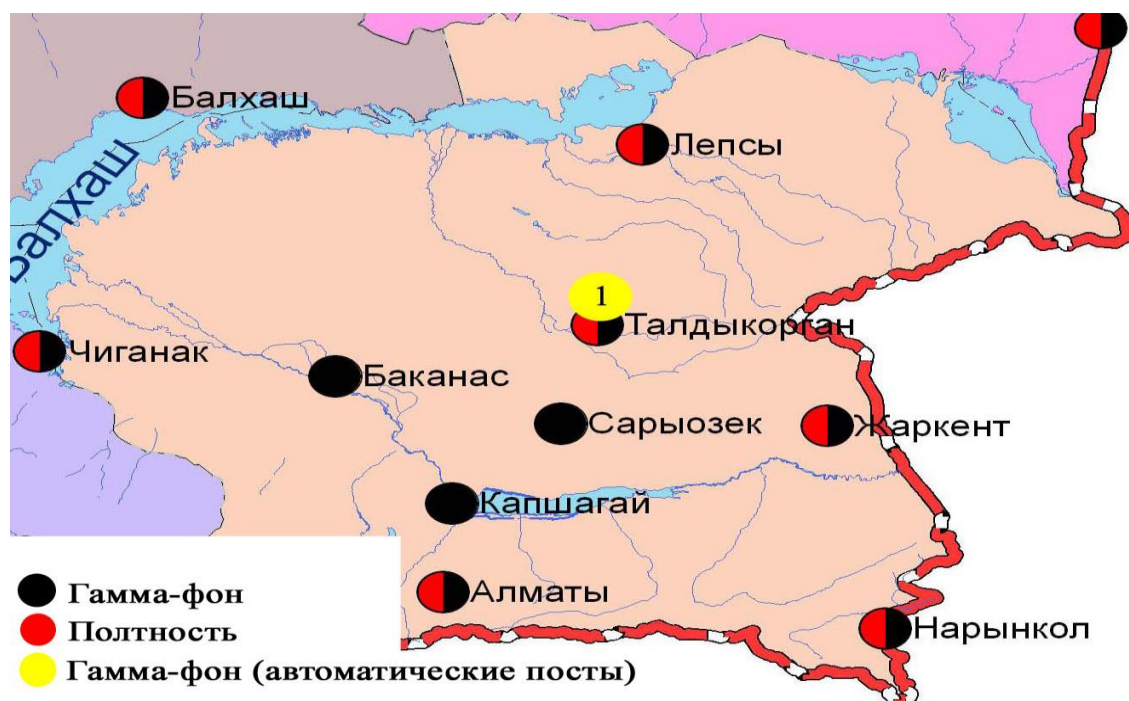 Балхаш
Лепсы
Балхаш
1
Талдыкорган
Чиганак
Баканас
Сарыозек
Жаркент
Капшагай
Алматы
Нарынкол
Гамма-фон
Полтность
Гамма-фон (автоматические посты)